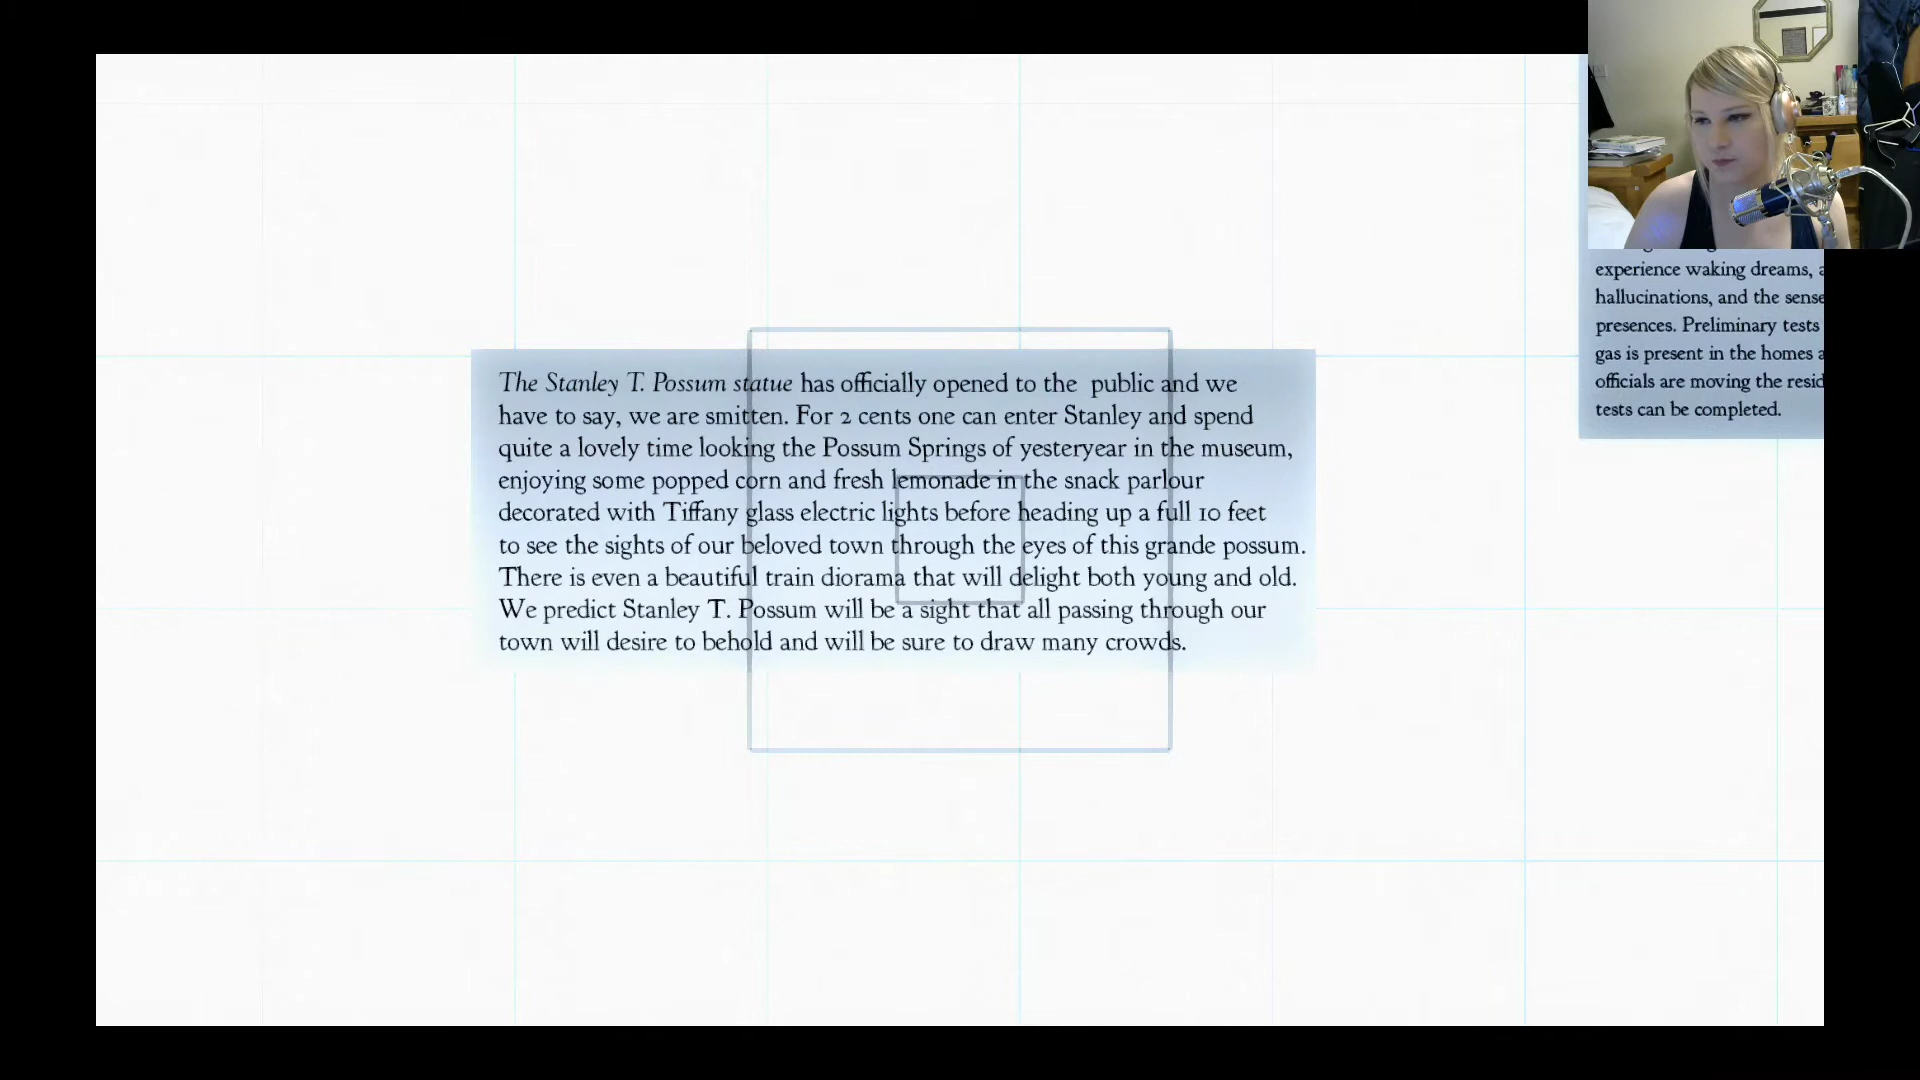 The Stanley T. Possum statue has officially opened to the public and we
have to say, we are smitten. For 2 cents one can enter Stanley and spend
quite a lovely time looking the Possum Springs of yesteryear in the museum,
enjoying some popped corn and fresh lemonade in the snack parlour
decorated with Tiffany glass electric lights before heading up a full 10 feet
to see the sights of our beloved town through the eyes of this grande possum.
There is even a beautiful train diorama that will delight both young and old.
We predict Stanley T. Possum will be a sight that all passing through our
town will desire to behold and will be sure to draw many crowds.
experience waking dreams,
hallucinations, and the sense
presences. Preliminary tests
gas is present in the homes
officials are moving the
tests can be completed.